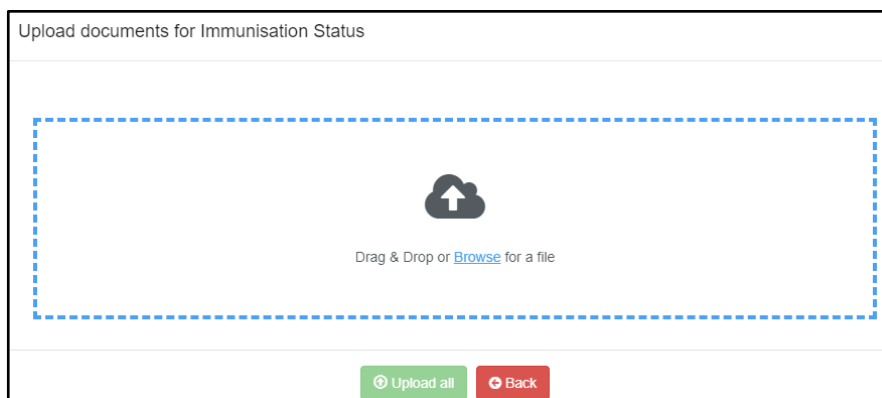 Upload documents for Immunisation Status
Drag & Drop or Browse for a file
Upload all
Back